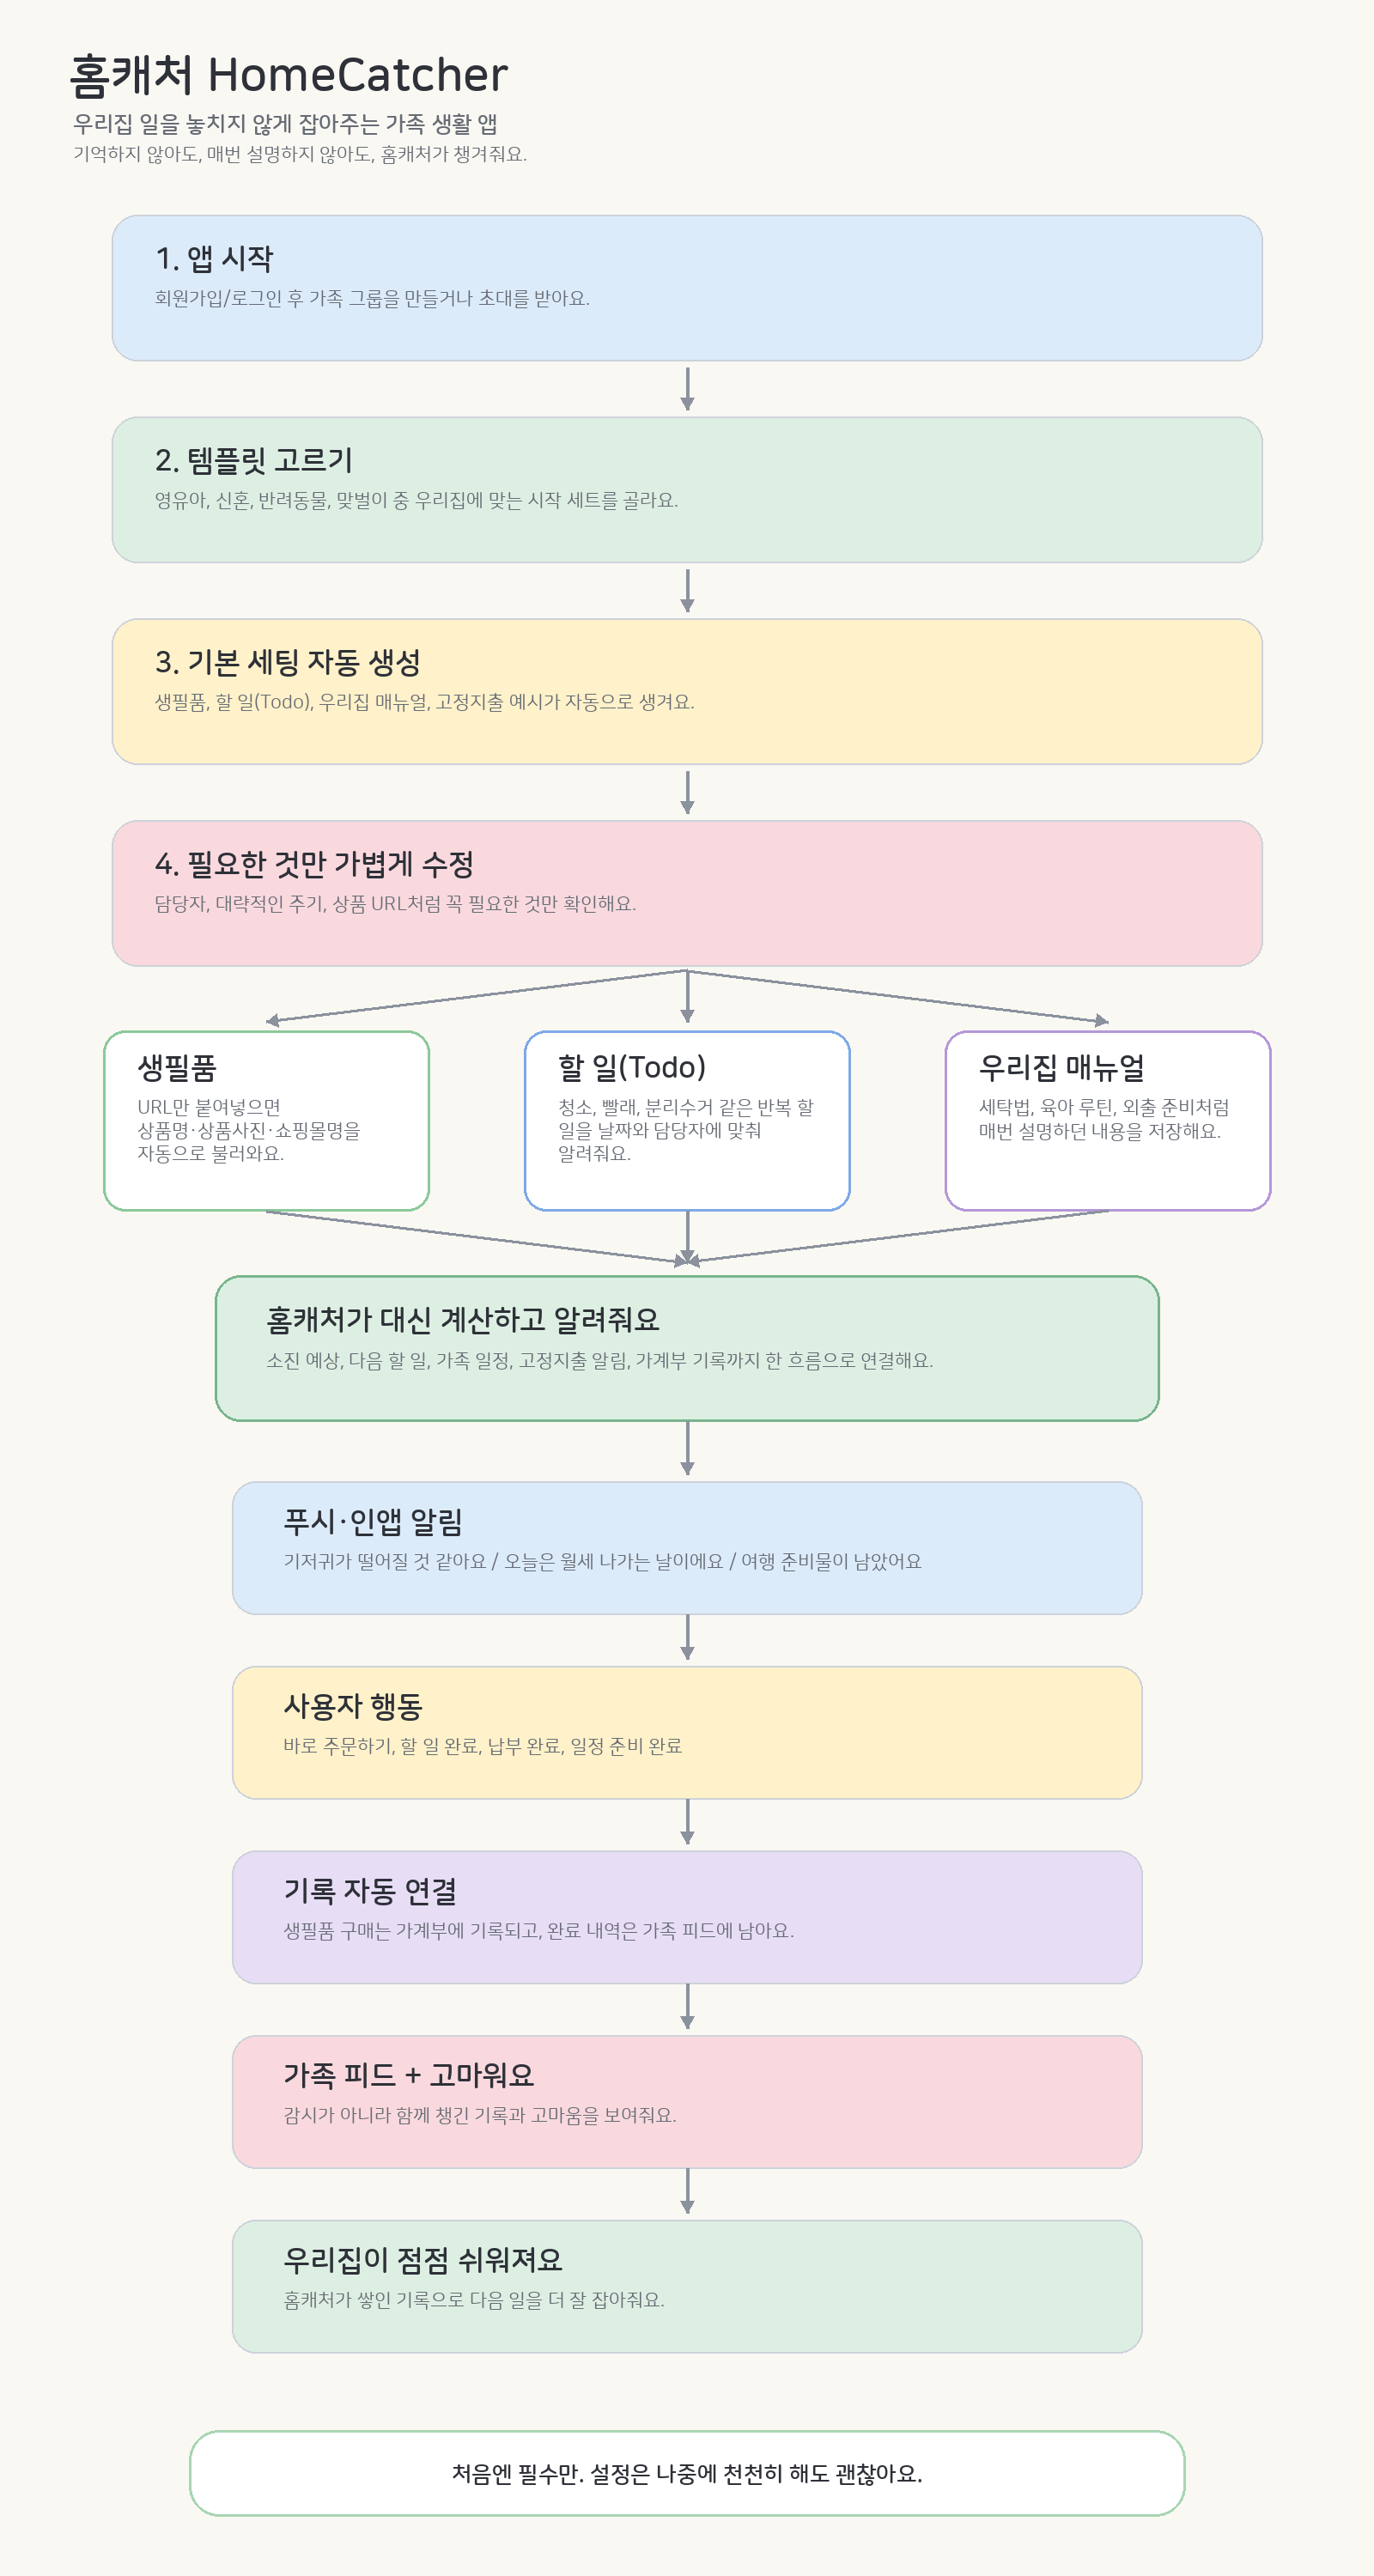 홈캐처 HomeCatcher
우리집 일을 놓치지 않게 잡아주는 가족 생활 앱
기억하지 않아도, 매번 설명하지 않아도, 홈캐처가 챙겨줘요.
1. 앱 시작
회원가입/로그인 후 가족 그룹을 만들거나 초대를 받아요.
2. 템플릿 고르기
영유아, 신혼, 반려동물, 맞벌이 중 우리집에 맞는 시작 세트를 골라요.
3. 기본 세팅 자동 생성
생필품, 할 일(Todo), 우리집 매뉴얼, 고정지출 예시가 자동으로 생겨요.
4. 필요한 것만 가볍게 수정
담당자, 대략적인 주기, 상품 URL처럼 꼭 필요한 것만 확인해요.
생필품
URL만 붙여넣으면
상품명·상품사진·쇼핑몰명을
자동으로 불러와요.
할 일(Todo)
청소, 빨래, 분리수거 같은 반복 할
일을 날짜와 담당자에 맞춰
알려줘요.
우리집 매뉴얼
세탁법, 육아 루틴, 외출 준비처럼
매번 설명하던 내용을 저장해요.
홈캐처가 대신 계산하고 알려줘요
소진 예상, 다음 할 일, 가족 일정, 고정지출 알림, 가계부 기록까지 한 흐름으로 연결해요.
푸시·인앱 알림
기저귀가 떨어질 것 같아요 / 오늘은 월세 나가는 날이에요 / 여행 준비물이 남았어요
사용자 행동
바로 주문하기, 할 일 완료, 납부 완료, 일정 준비 완료
기록 자동 연결
생필품 구매는 가계부에 기록되고, 완료 내역은 가족 피드에 남아요.
가족 피드 + 고마워요
감시가 아니라 함께 챙긴 기록과 고마움을 보여줘요.
우리집이 점점 쉬워져요
홈캐처가 쌓인 기록으로 다음 일을 더 잘 잡아줘요.
처음엔 필수만. 설정은 나중에 천천히 해도 괜찮아요.